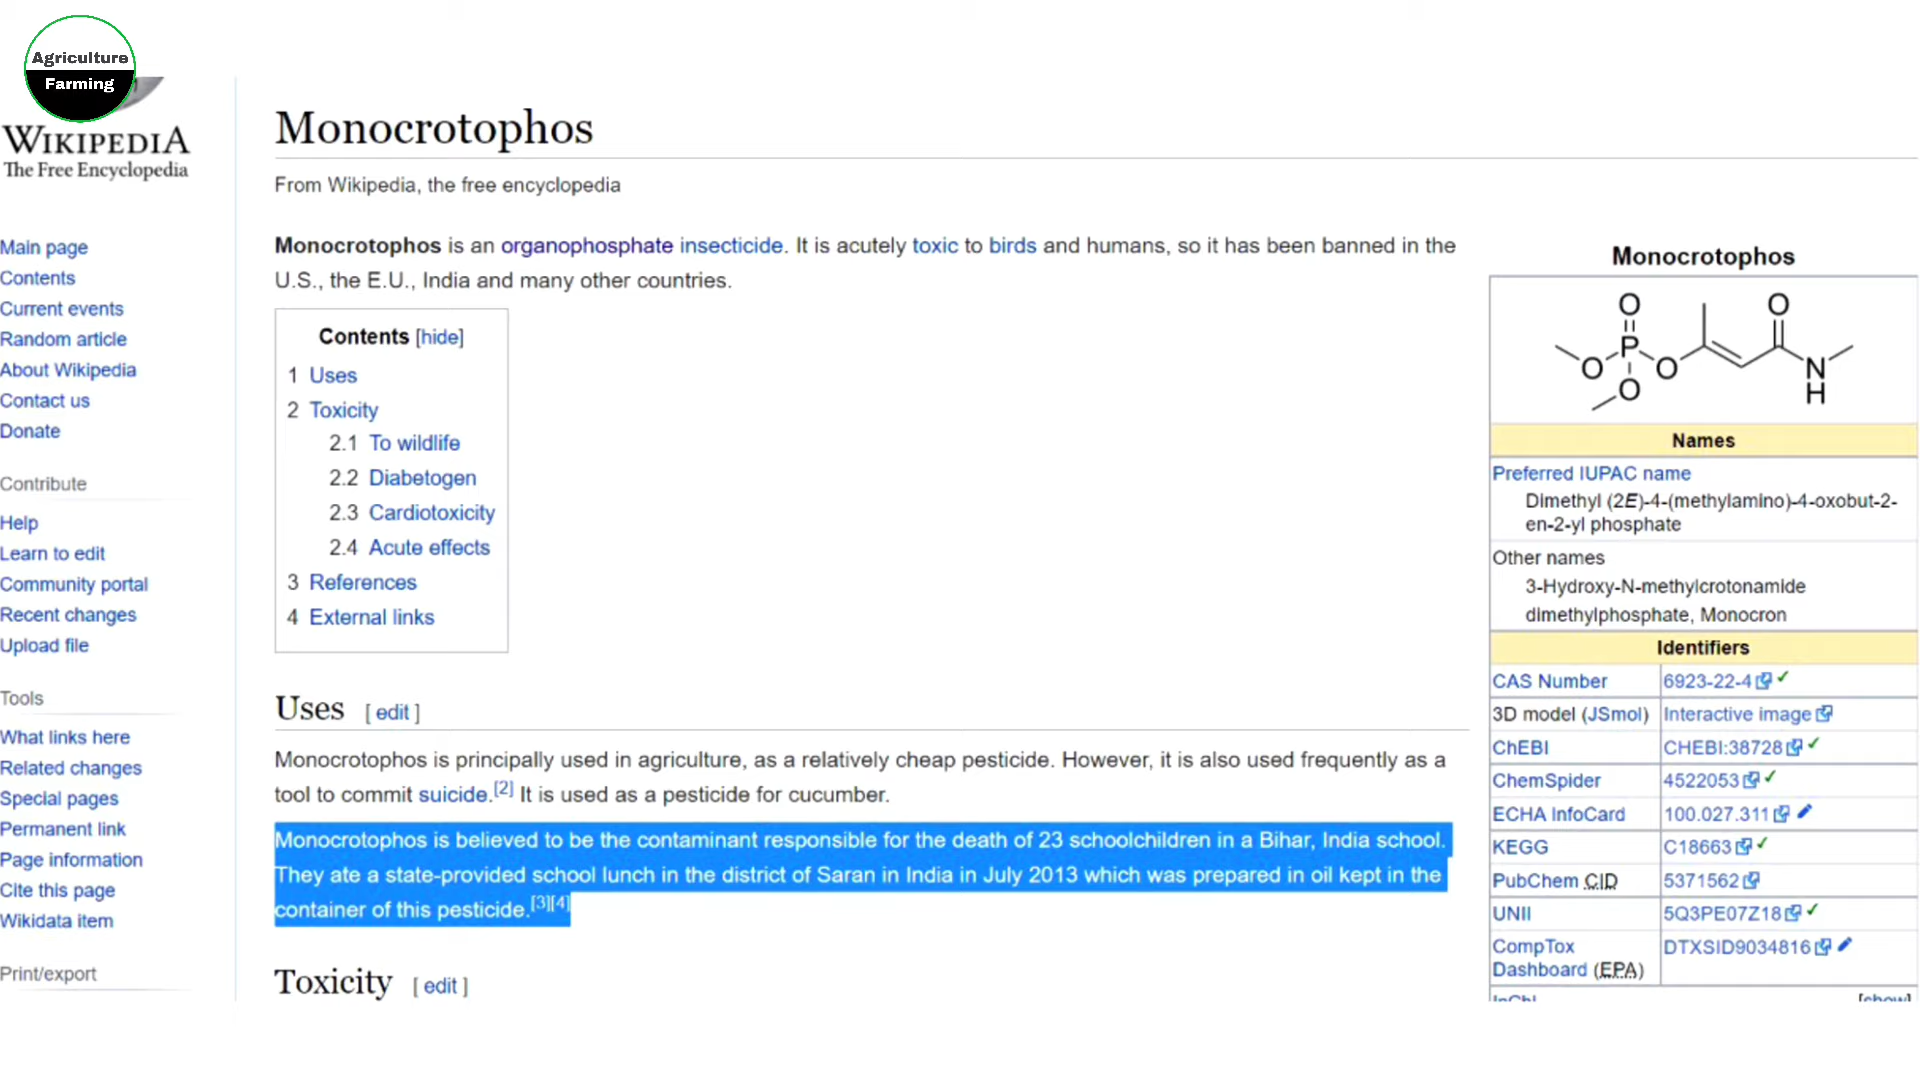 Agriculture
Farming
WIKIPEDIA
The Free Encyclopedia
Main page
Contents
Current events
Random article
About Wikipedia
Contact us
Donate
Contribute
Help
Learn to edit
Community portal
Recent changes
Upload file
Tools
What links here
Related changes
Special pages
Permanent link
Page information
Cite this page
Wikidata item
Print/export
Monocrotophos
From Wikipedia, the free encyclopedia
Monocrotophos is an organophosphate insecticide. It is acutely toxic to birds and humans, so it has been banned in the
U.S., the E.U., India and many other countries.
Contents [hide]
1 Uses
2 Toxicity
2.1 To wildlife
2.2 Diabetogen
2.3 Cardiotoxicity
2.4 Acute effects
3 References
4 External links
Uses [ edit ]
Monocrotophos is principally used in agriculture, as a relatively cheap pesticide. However, it is also used frequently as a
tool to commit suicide.[2] It is used as a pesticide for cucumber.
Monocrotophos is believed to be the contaminant responsible for the death of 23 schoolchildren in a Bihar, India school.
They ate a state-provided school lunch in the district of Saran in India in July 2013 which was prepared in oil kept in the
container of this pesticide.[3][4]
Toxicity [ edit ]
Monocrotophos
O O
P
O O N
O H
Names
Preferred IUPAC name
Dimethyl (2E)-4-(methylamino)-4-oxobut-2-
en-2-yl phosphate
Other names
3-Hydroxy-N-methylcrotonamide
dimethylphosphate, Monocron
Identifiers
CAS Number 6923-22-4
3D model (JSmol) Interactive image
ChEBI CHEBI:38728
ChemSpider 4522053
ECHA InfoCard 100.027.311
KEGG C18663
PubChem CID 5371562
UNII 5Q3PE07Z18
CompTox DTXSID9034816
Dashboard (EPA)
InChI [show]